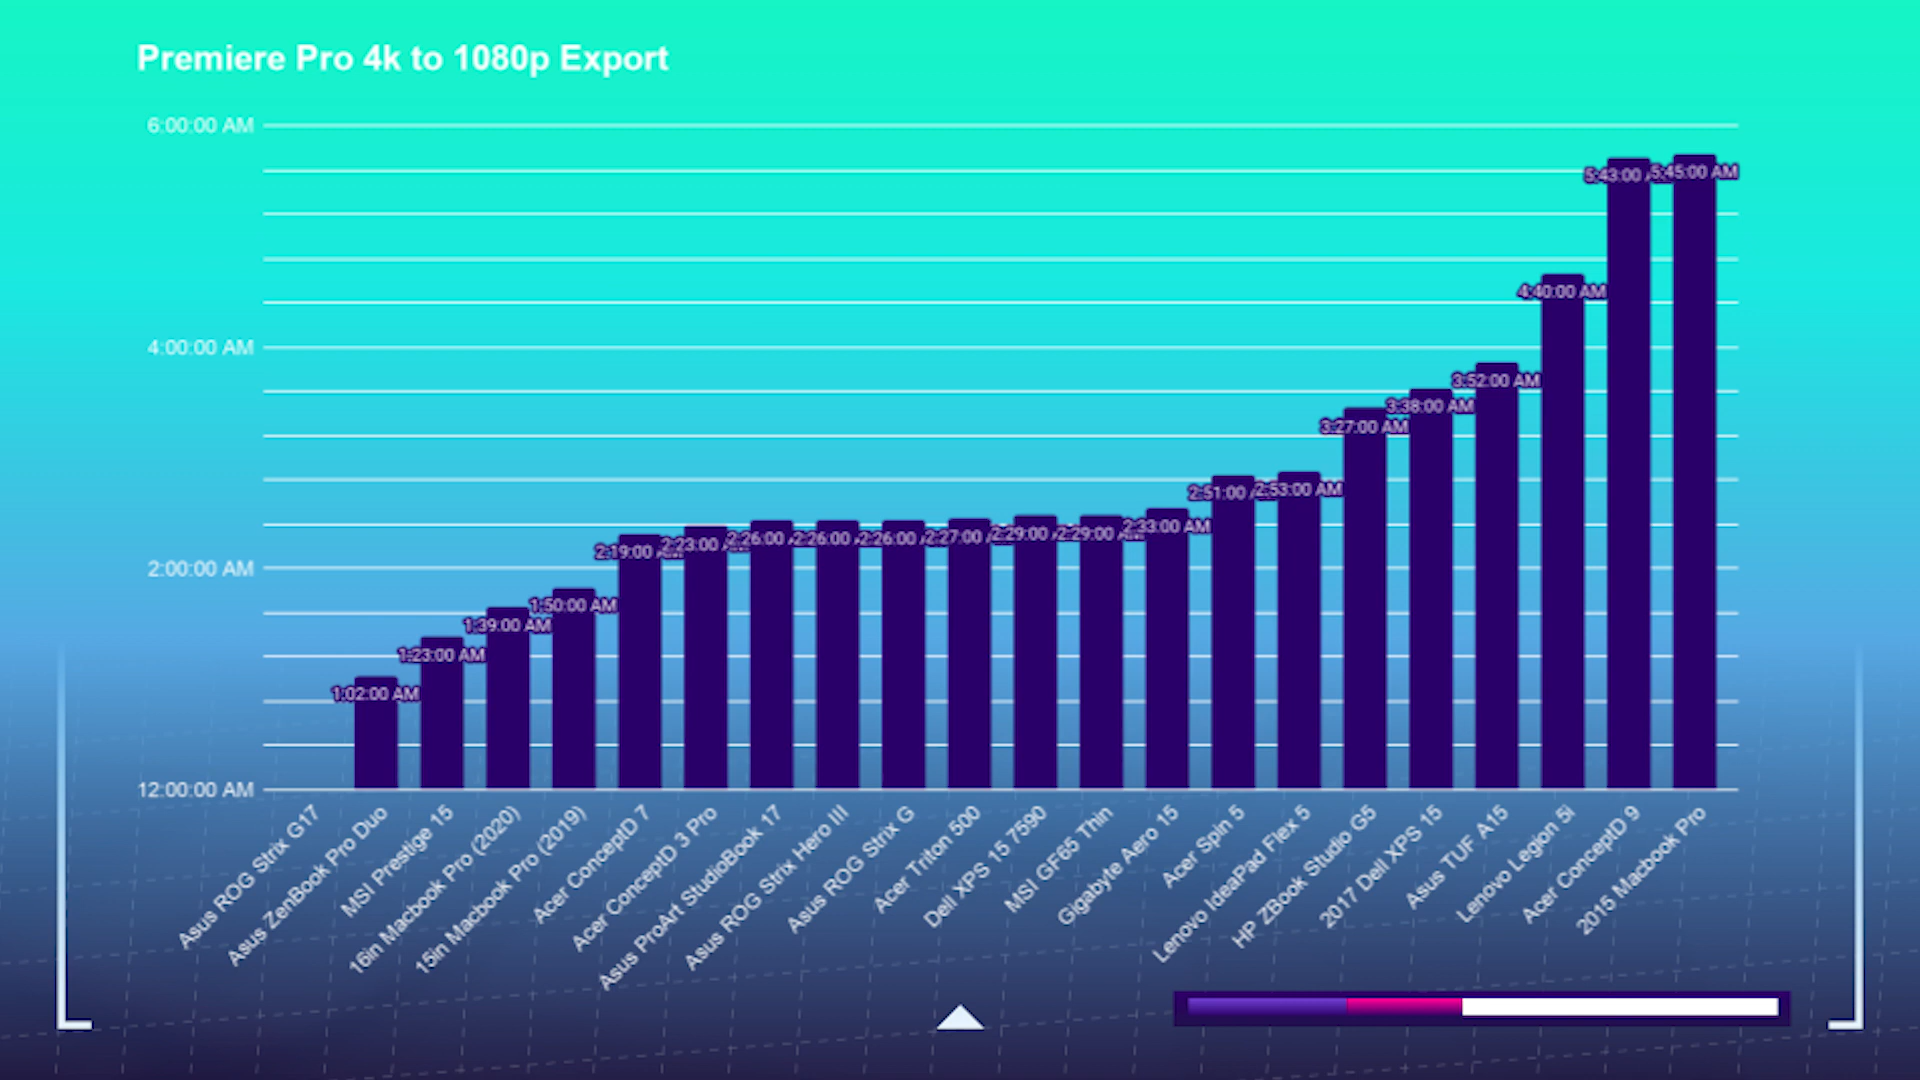 Premiere Pro 4k to 1080p Export
6:00:00 AM
4:00:00 AM
2:00:00 AM
12:00:00 AM
1:02:00 AM
1:23:00 AM
1:39:00 AM
1:50:00 AM
2:19:00 AM
2:23:00 A
2:26:00 A
2:26:00 A
2:26:00 A
2:27:00 A
2:29:00 A
2:29:00 AM
2:33:00 AM
2:51:00 A
2:53:00 AM
3:27:00 AM
3:38:00 AM
3:52:00 AM
4:40:00 AM
5:43:00 A
5:45:00 AM
Asus ROG Strix G17
Asus ZenBook Pro Duo
MSI Prestige 15
16in Macbook Pro (2020)
15in Macbook Pro (2019)
Acer ConceptD 7
Acer ConceptD 3 Pro
Asus ProArt StudioBook 17
Asus ROG Strix Hero III
Asus ROG Strix G
Acer Triton 500
Dell XPS 15 7590
MSI GF65 Thin
Gigabyte Aero 15
Acer Spin 5
Lenovo IdeaPad Flex 5
HP ZBook Studio G5
2017 Dell XPS 15
Asus TUF A15
Lenovo Legion 5i
Acer ConceptD 9
2015 Macbook Pro